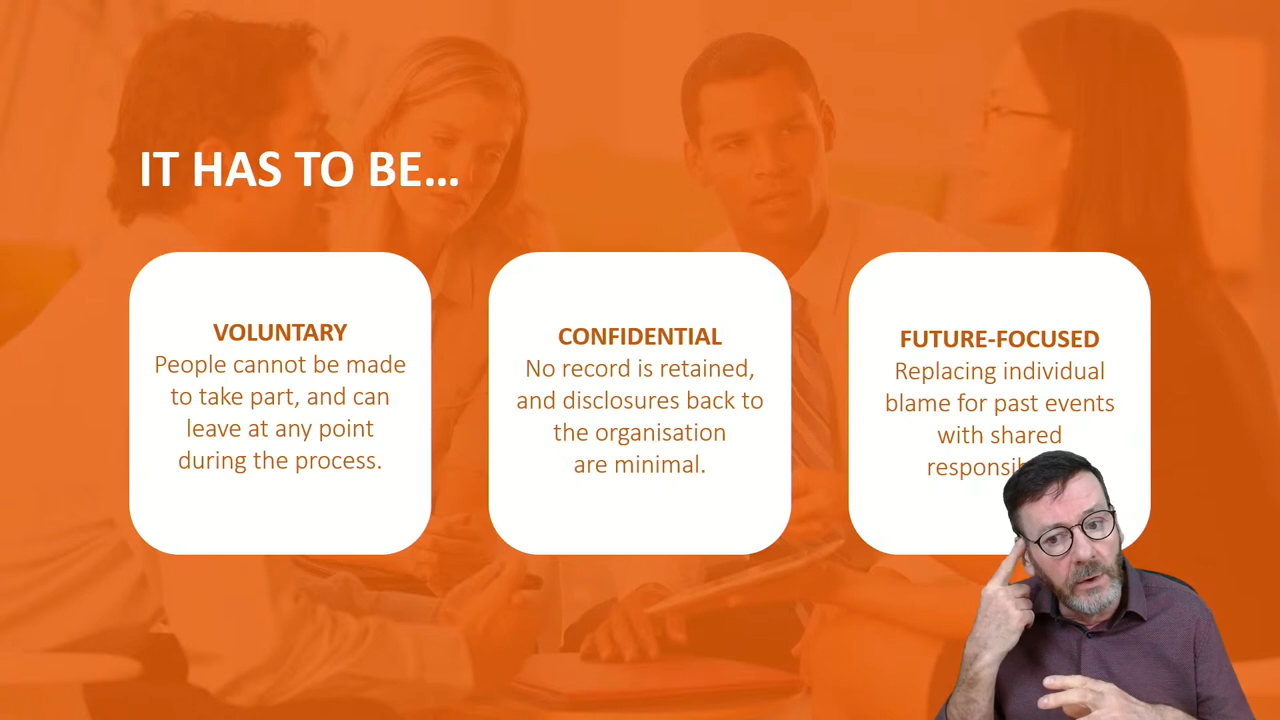 IT HAS TO BE...
VOLUNTARY
People cannot be made
to take part, and can
leave at any point
during the process.
CONFIDENTIAL
No record is retained,
and disclosures back to
the organisation
are minimal.
FUTURE-FOCUSED
Replacing individual
blame for past events
with shared